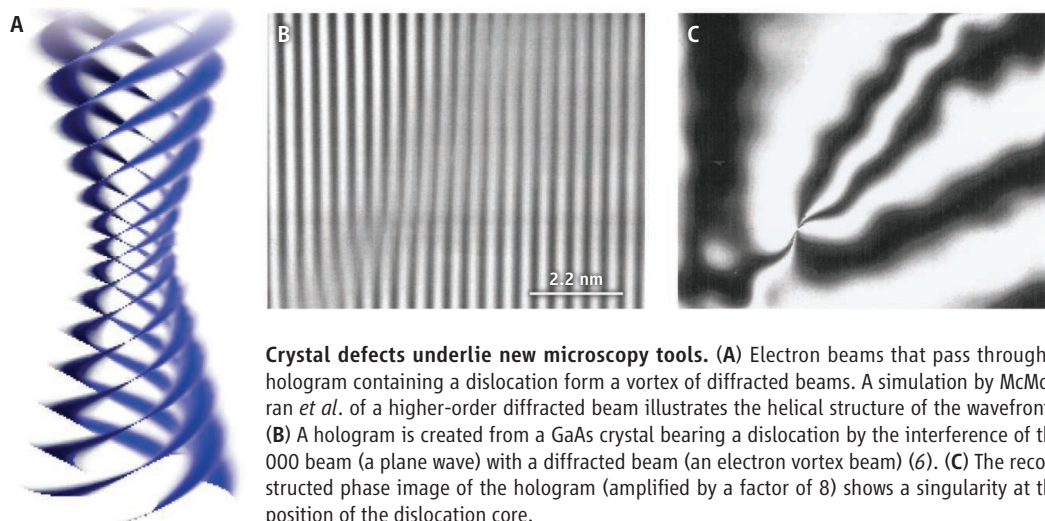 A
B
C
2.2 nm
Crystal defects underlie new microscopy tools. (A) Electron beams that pass through
hologram containing a dislocation form a vortex of diffracted beams. A simulation by McMo
ran et al. of a higher-order diffracted beam illustrates the helical structure of the wavefront
(B) A hologram is created from a GaAs crystal bearing a dislocation by the interference of th
000 beam (a plane wave) with a diffracted beam (an electron vortex beam) (6). (C) The recon
structed phase image of the hologram (amplified by a factor of 8) shows a singularity at th
position of the dislocation core.